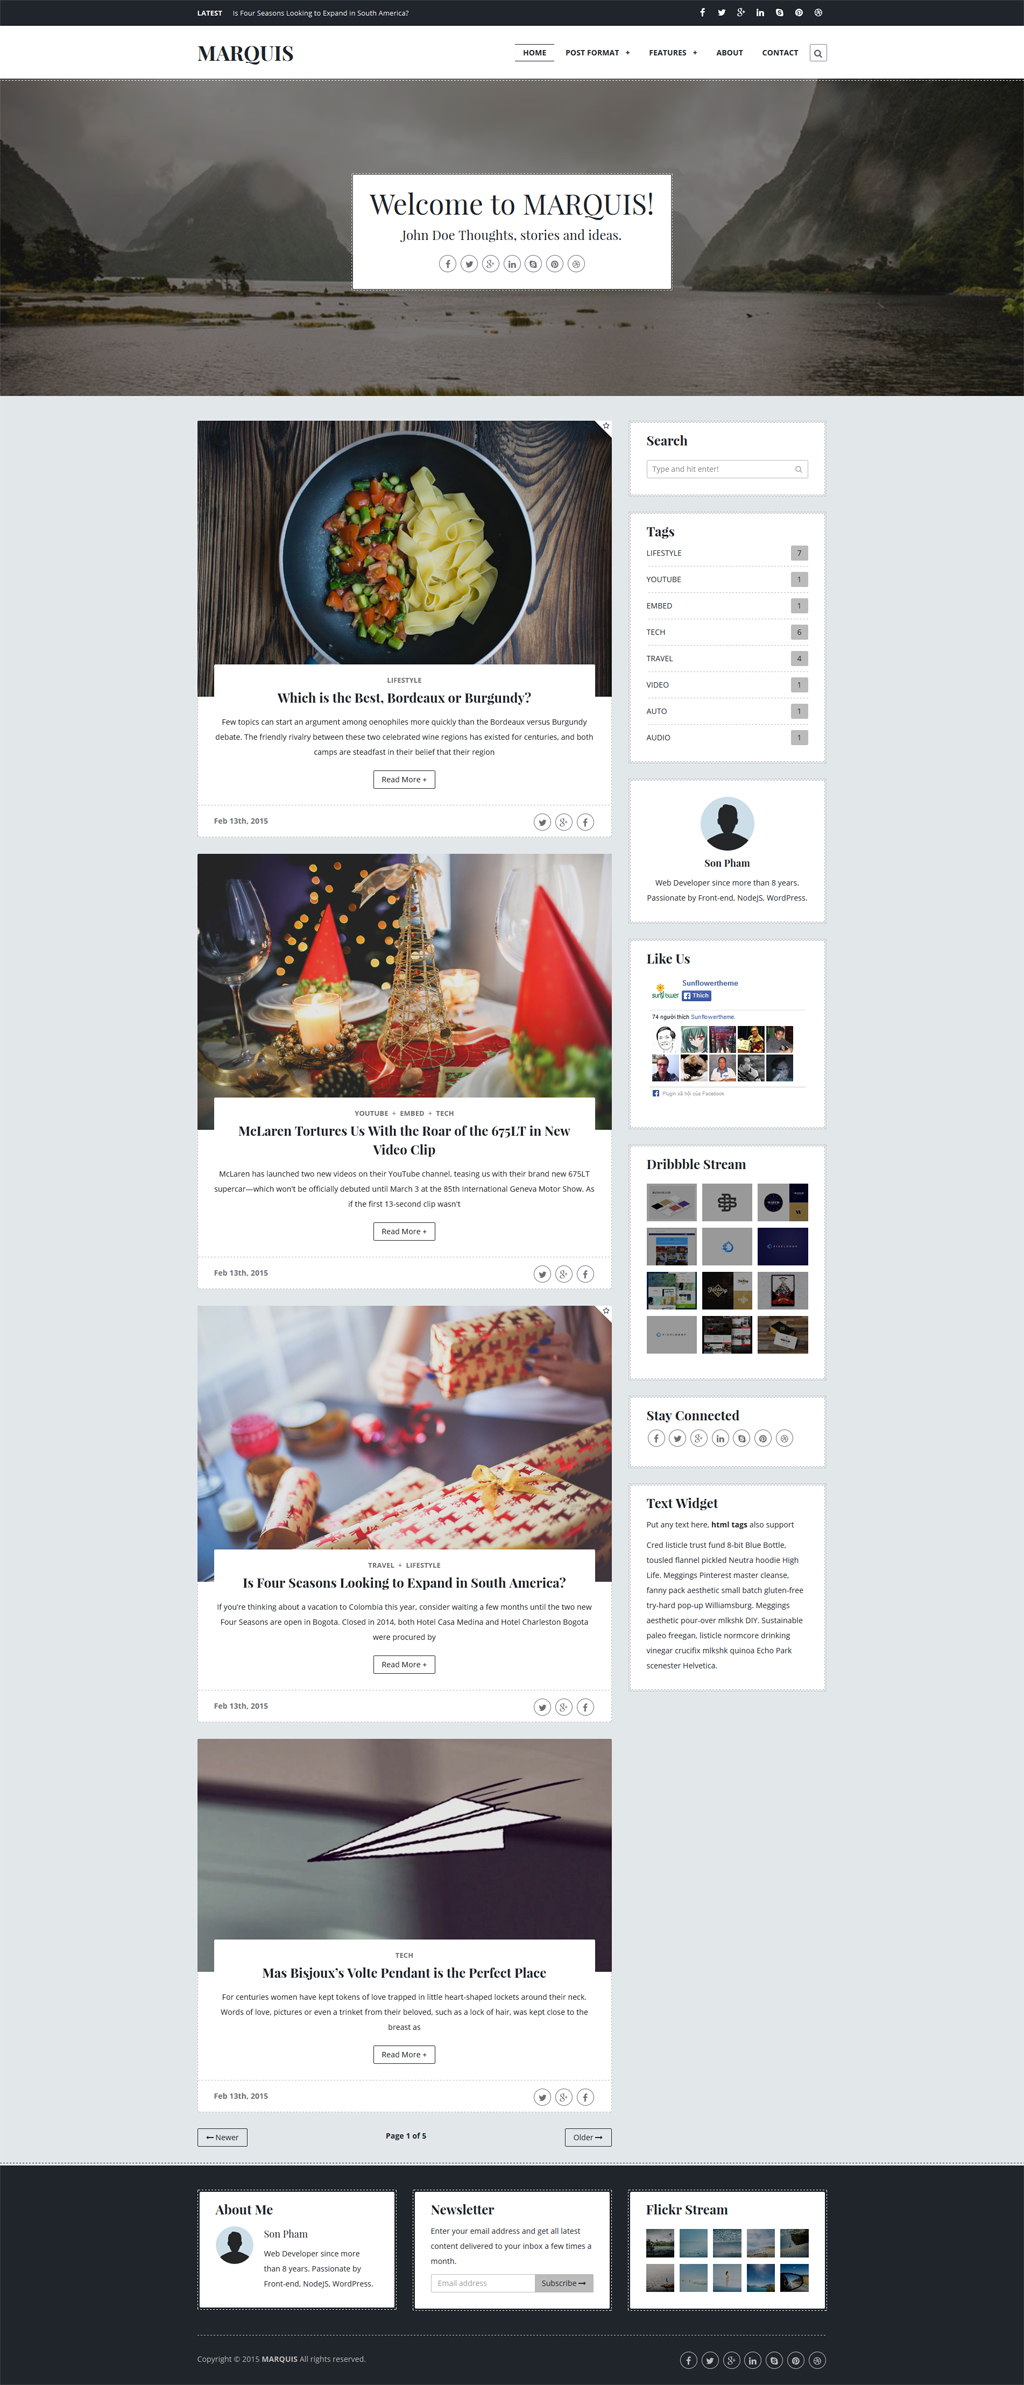 LATEST Is Four Seasons Looking to Expand in South America?
MARQUIS
HOME POST FORMAT + FEATURES + ABOUT CONTACT
Welcome to MARQUIS!
John Doe Thoughts, stories and ideas.
LIFESTYLE
Which is the Best, Bordeaux or Burgundy?
Few topics can start an argument among oenophiles more quickly than the Bordeaux versus Burgundy
debate. The friendly rivalry between these two celebrated wine regions has existed for centuries, and both
camps are steadfast in their belief that their region
Read More +
Feb 13th, 2015
YOUTUBE + EMBED + TECH
McLaren Tortures Us With the Roar of the 675LT in New
Video Clip
McLaren has launched two new videos on their YouTube channel, teasing us with their brand new 675LT
supercar—which won't be officially debuted until March 3 at the 85th International Geneva Motor Show. As
if the first 13-second clip wasn't
Read More +
Feb 13th, 2015
TRAVEL + LIFESTYLE
Is Four Seasons Looking to Expand in South America?
If you're thinking about a vacation to Colombia this year, consider waiting a few months until the two new
Four Seasons are open in Bogota. Closed in 2014, both Hotel Casa Medina and Hotel Charleston Bogota
were procured by
Read More +
Feb 13th, 2015
TECH
Mas Bisjoux's Volte Pendant is the Perfect Place
For centuries women have kept tokens of love trapped in little heart-shaped lockets around their neck.
Words of love, pictures or even a trinket from their beloved, such as a lock of hair, was kept close to the
breast as
Read More +
Feb 13th, 2015
Newer
Page 1 of 5
Older
Search
Type and hit enter!
Tags
LIFESTYLE 7
YOUTUBE 1
EMBED 1
TECH 6
TRAVEL 4
VIDEO 1
AUTO 1
AUDIO 1
Son Pham
Web Developer since more than 8 years.
Passionate by Front-end, NodeJS, WordPress.
Like Us
Sunflowertheme
Thích
74 người thích Sunflowertheme.
Plugin xã hội của Facebook
Dribbble Stream
Stay Connected
Text Widget
Put any text here, html tags also support
Cred listicle trust fund 8-bit Blue Bottle,
tousled flannel pickled Neutra hoodie High
Life. Meggings Pinterest master cleanse,
fanny pack aesthetic small batch gluten-free
try-hard pop-up Williamsburg. Meggings
aesthetic pour-over mlkshk DIY. Sustainable
paleo freegan, listicle normcore drinking
vinegar crucifix mlkshk quinoa Echo Park
scenester Helvetica.
About Me
Son Pham
Web Developer since more
than 8 years. Passionate by
Front-end, NodeJS, WordPress.
Newsletter
Enter your email address and get all latest
content delivered to your inbox a few times a
month.
Email address Subscribe
Flickr Stream
Copyright © 2015 MARQUIS All rights reserved.